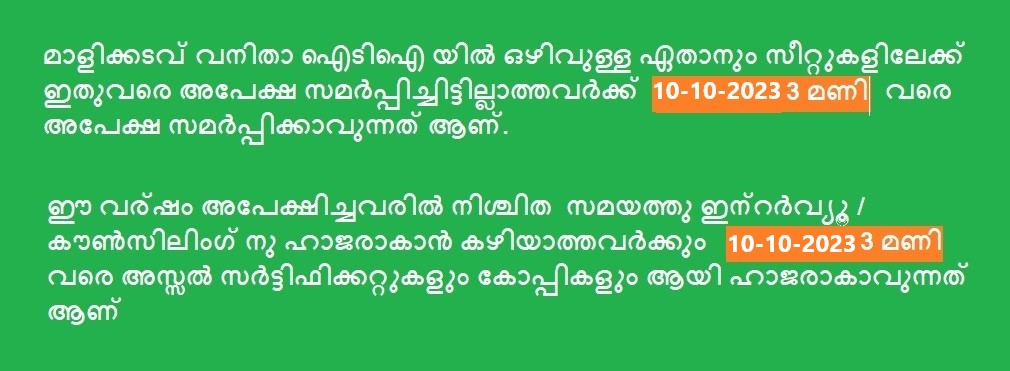 മാളിക്കടവ് വനിതാ ഐടിഐ യിൽ ഒഴിവുള്ള ഏതാനും സീറ്റുകളിലേക്ക്
ഇതുവരെ അപേക്ഷ സമർപ്പിച്ചിട്ടില്ലാത്തവർക്ക് 10-10-2023 3 മണി വരെ
അപേക്ഷ സമർപ്പിക്കാവുന്നത് ആണ്.
ഈ വര്ഷം അപേക്ഷിച്ചവരിൽ നിശ്ചിത സമയത്തു ഇന്റർവ്യൂ /
കൗൺസിലിംഗ് നു ഹാജരാകാൻ കഴിയാത്തവർക്കും 10-10-2023 3 മണി
വരെ അസ്സൽ സർട്ടിഫിക്കറ്റുകളും കോപ്പികളും ആയി ഹാജരാകാവുന്നത്
ആണ്